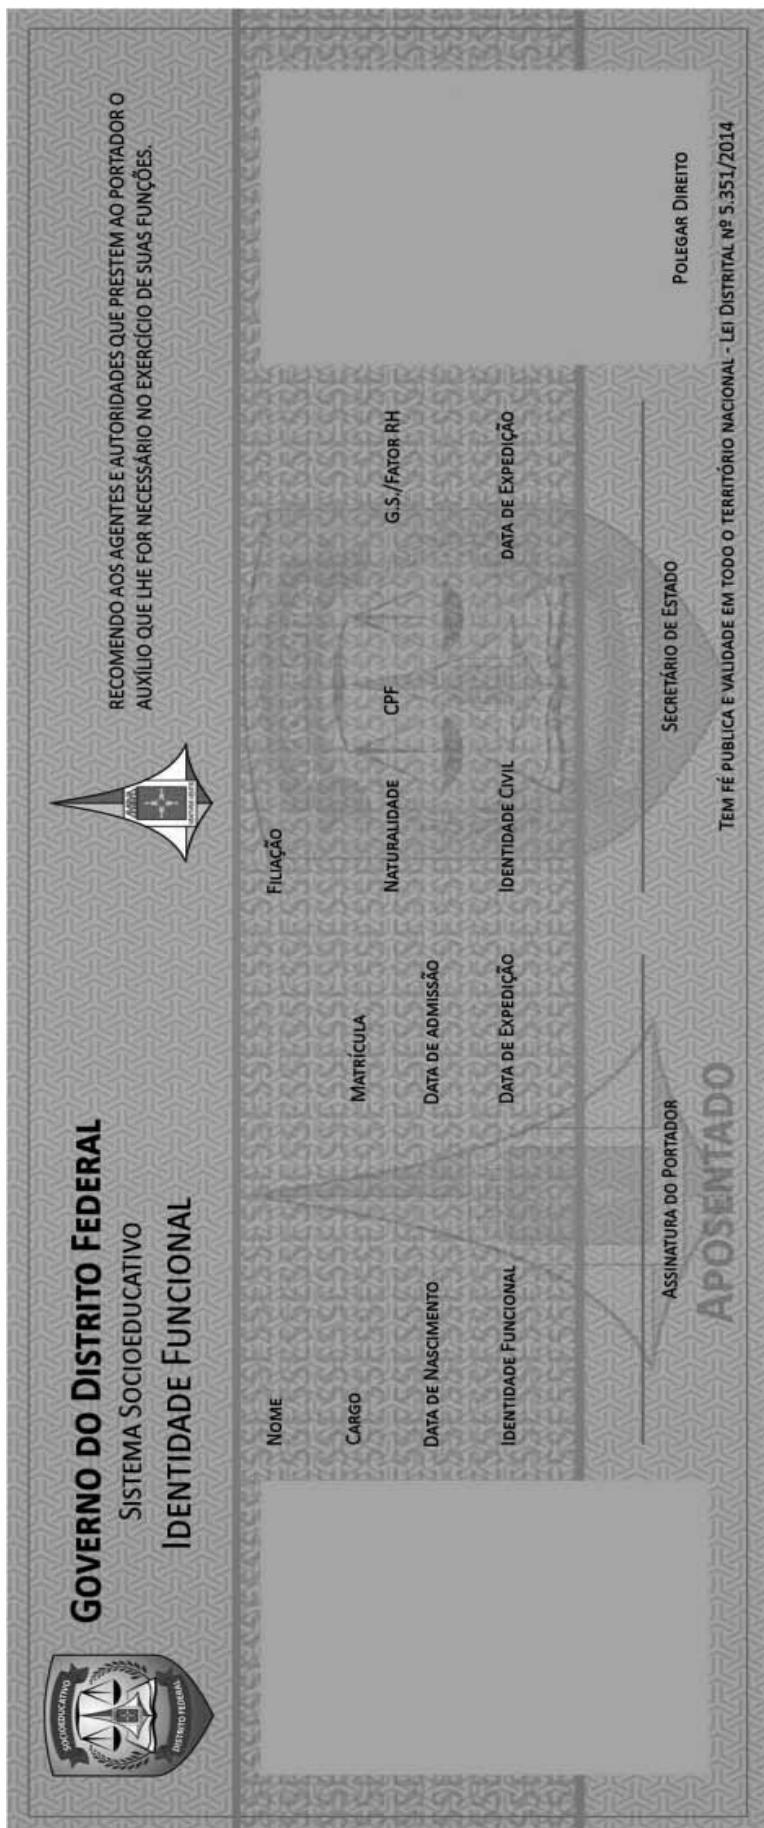 SOCIOEDUCATIVO
DISTRITO FEDERAL
GOVERNO DO DISTRITO FEDERAL
SISTEMA SOCIOEDUCATIVO
IDENTIDADE FUNCIONAL
NOME
CARGO
MATRÍCULA
DATA DE NASCIMENTO
DATA DE ADMISSÃO
IDENTIDADE FUNCIONAL
DATA DE EXPEDIÇÃO
ASSINATURA DO PORTADOR
APOSENTADO
RECOMENDO AOS AGENTES E AUTORIDADES QUE PRESTEM AO PORTADOR O
AUXÍLIO QUE LHE FOR NECESSÁRIO NO EXERCÍCIO DE SUAS FUNÇÕES.
FILIAÇÃO
NATURALIDADE
CPF
G.S./FATOR RH
IDENTIDADE CIVIL
DATA DE EXPEDIÇÃO
SECRETÁRIO DE ESTADO
POLEGAR DIREITO
TEM FÉ PUBLICA E VALIDADE EM TODO O TERRITÓRIO NACIONAL - LEI DISTRITAL Nº 5.351/2014